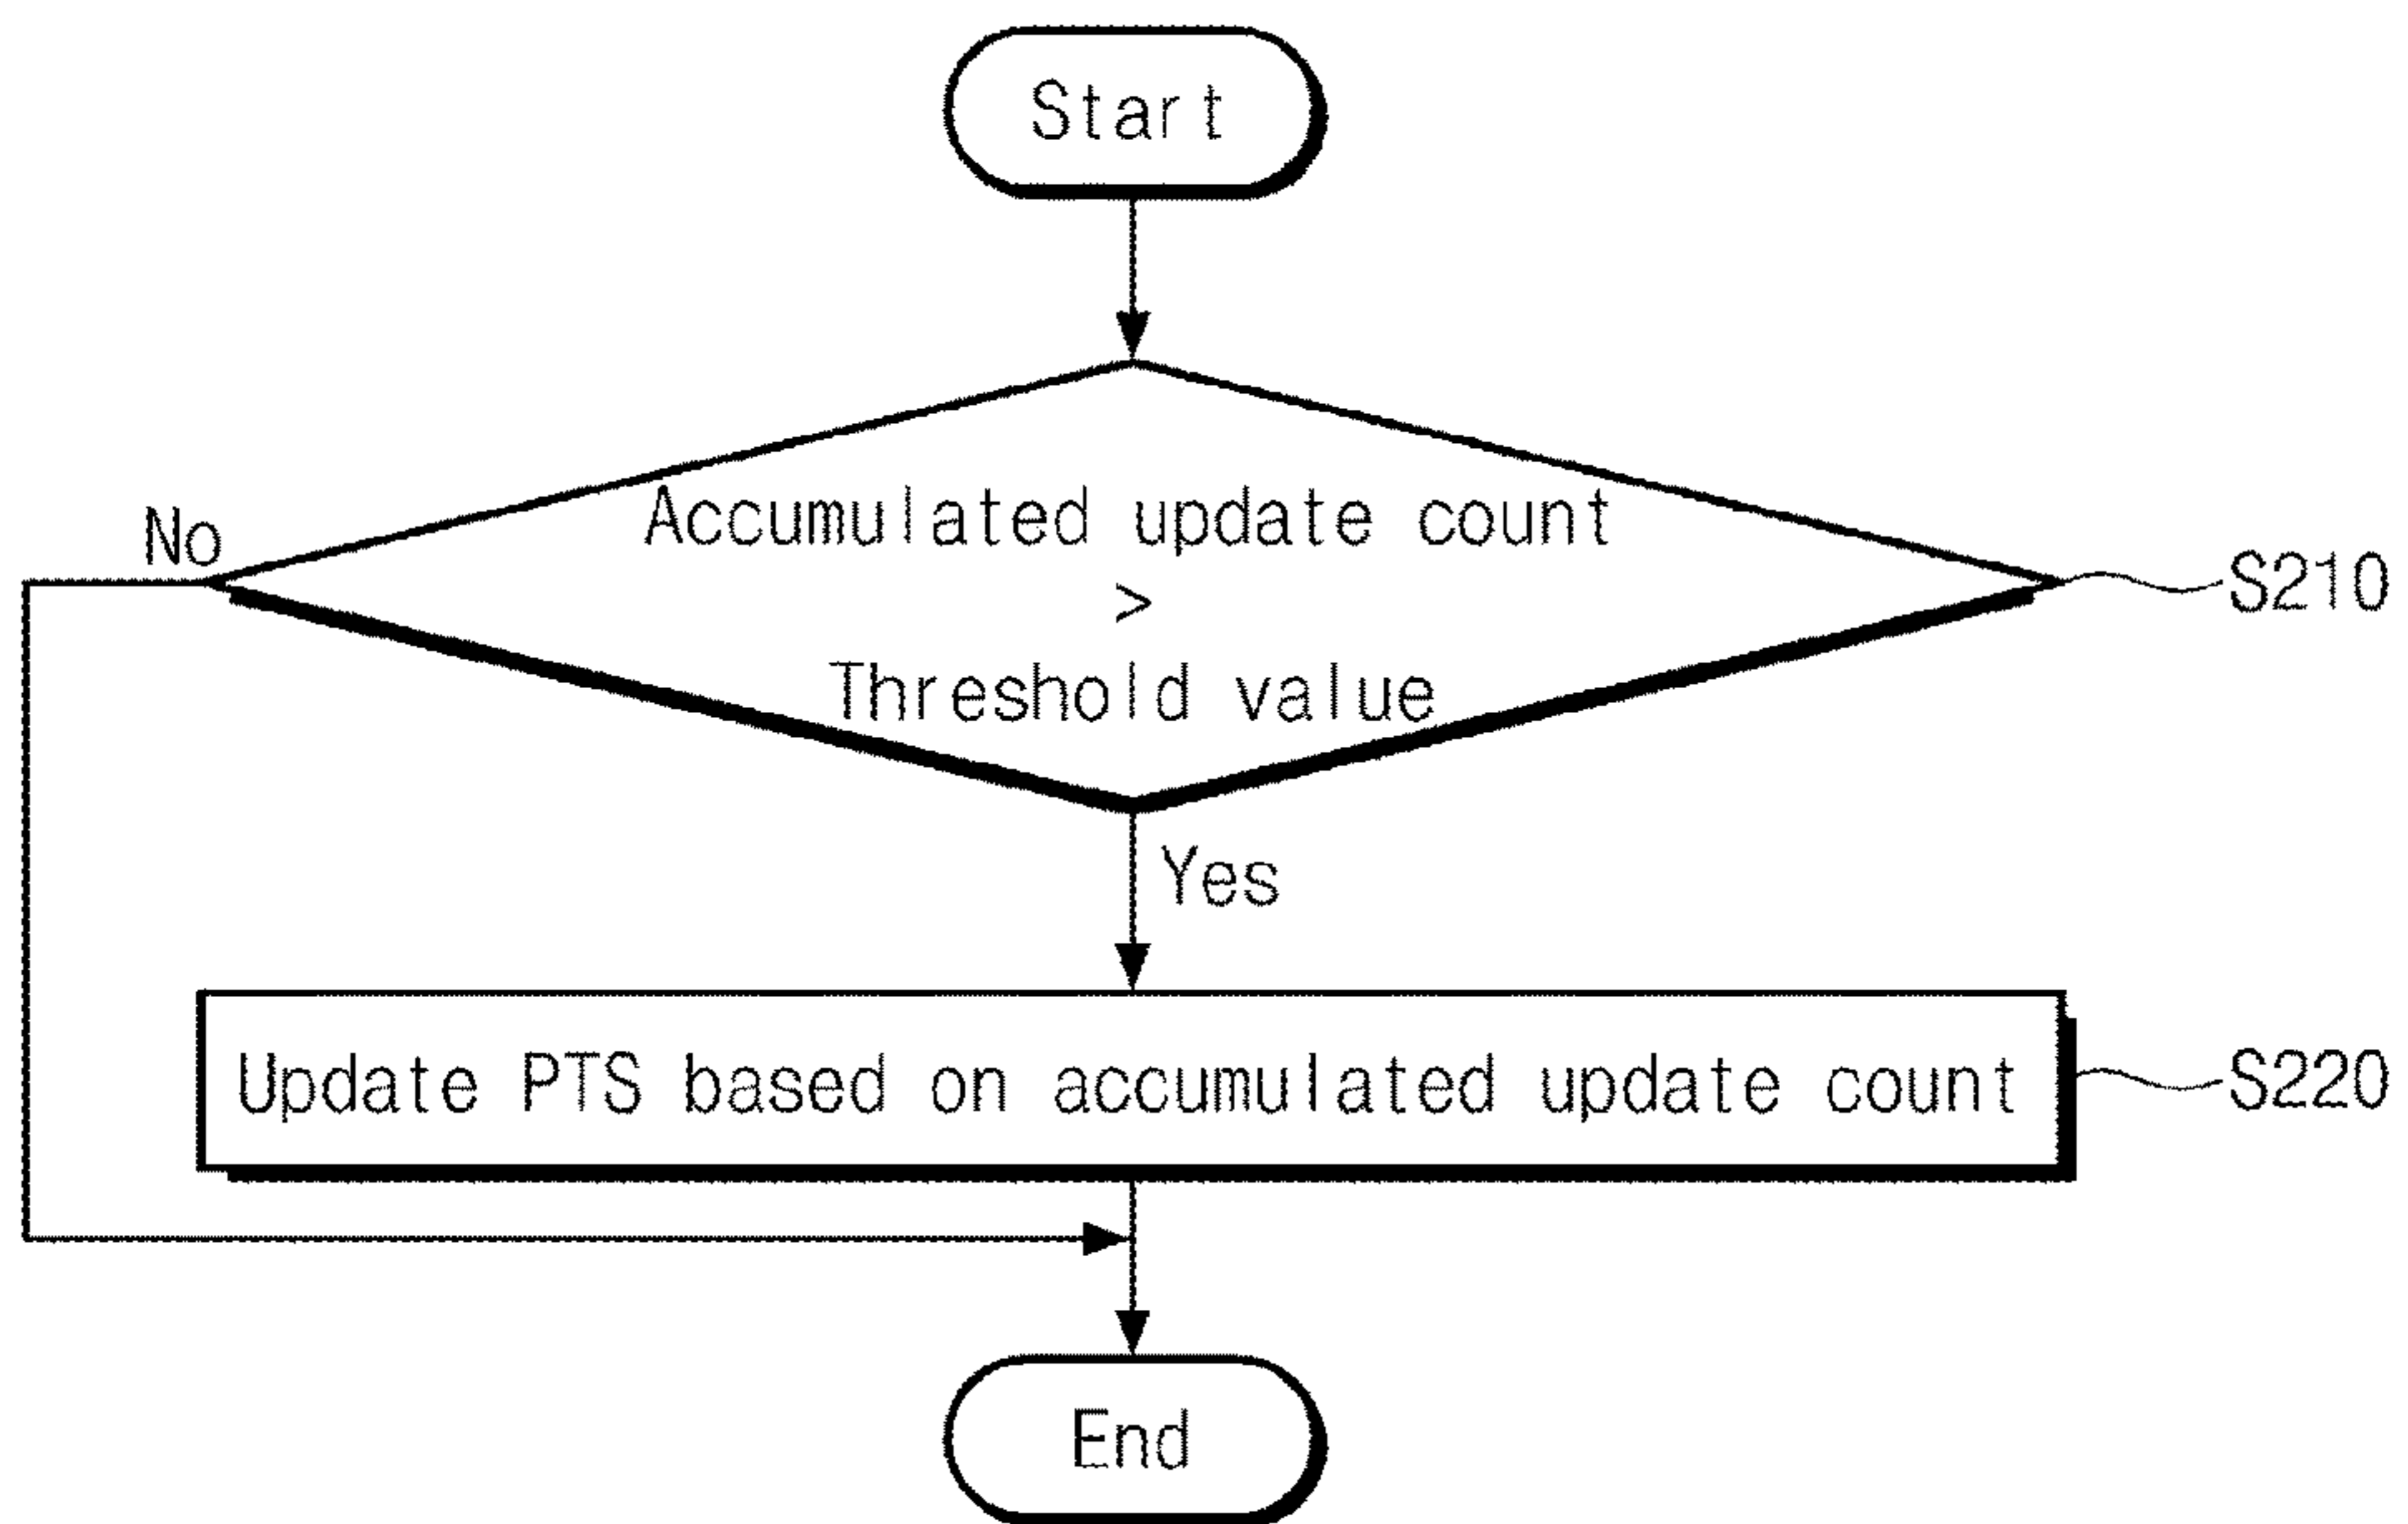 Start
No
Accumulated update count
>
Threshold value
S210
Yes
Update PTS based on accumulated update count
S220
End